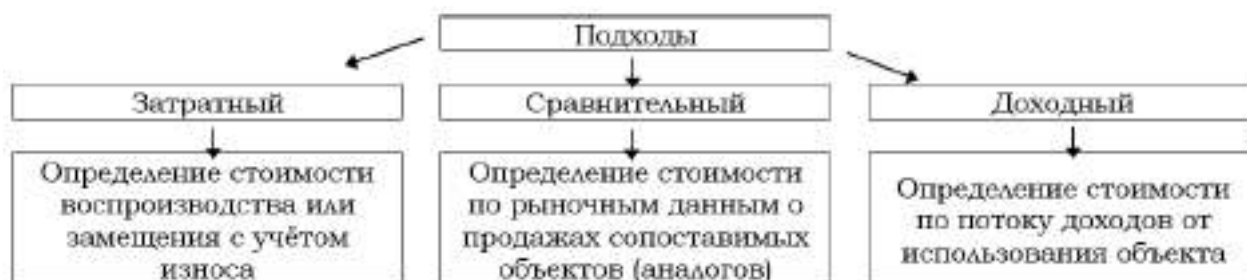 Подходы
Затратный
Сравнительный
Доходный
Определение стоимости
воспроизводства или
замещения с учётом
износа
Определение стоимости
по рыночным данным о
продажах сопоставимых
объектов (аналогов)
Определение стоимости
по потоку доходов от
использования объекта